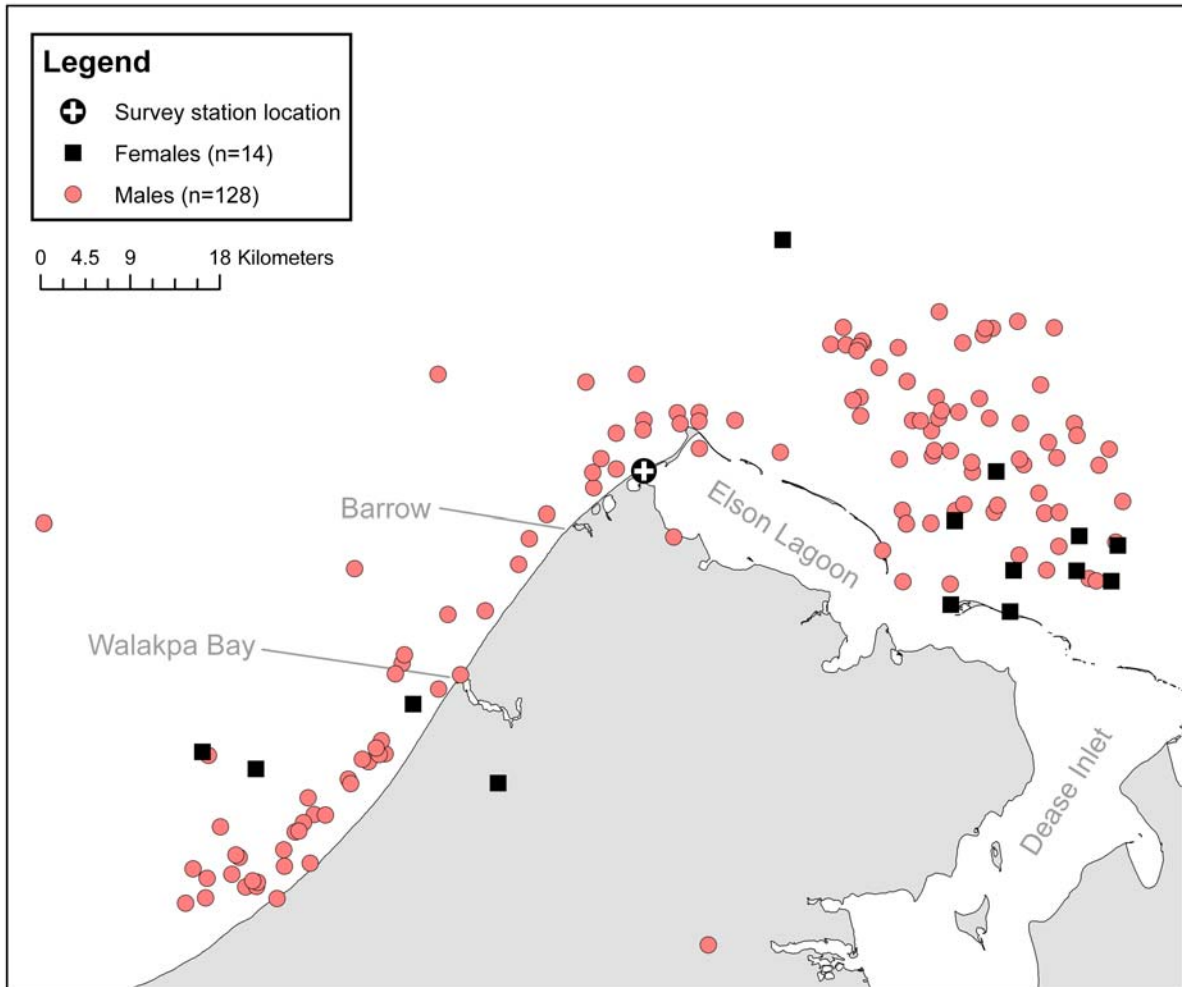 Legend
Survey station location
Females (n=14)
Males (n=128)
0 4.5 9 18 Kilometers
Barrow
Elson Lagoon
Walakpa Bay
Dease Inlet